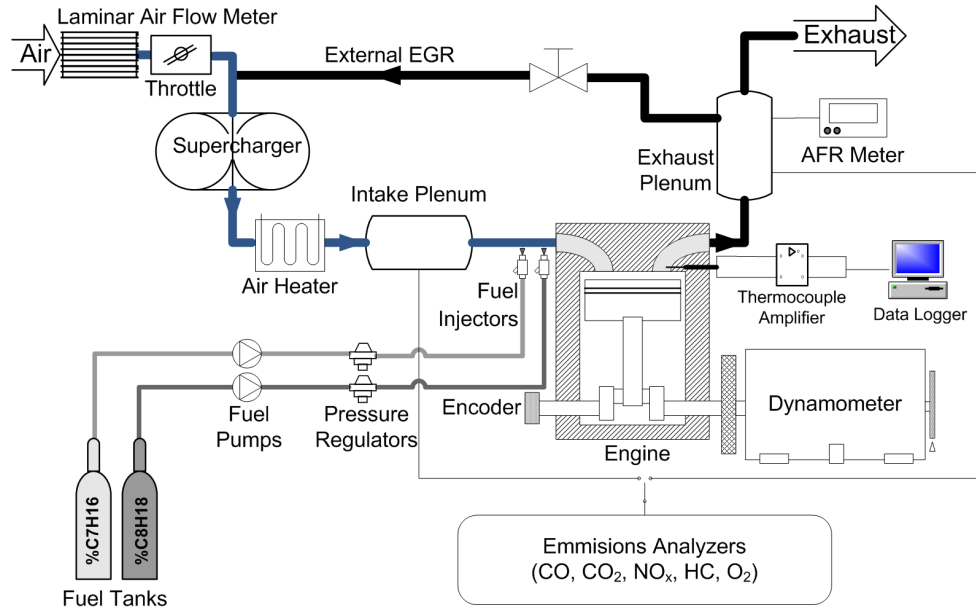 Laminar Air Flow Meter
Air
Throttle
External EGR
Exhaust
Supercharger
Exhaust
Plenum
AFR Meter
Intake Plenum
Air Heater
Fuel
Injectors
Thermocouple
Amplifier
Data Logger
Fuel
Pumps
Pressure
Regulators
Encoder
Engine
Dynamometer
%C7H16
%C8H18
Fuel Tanks
Emmisions Analyzers
(CO, CO₂, NOₓ, HC, O₂)